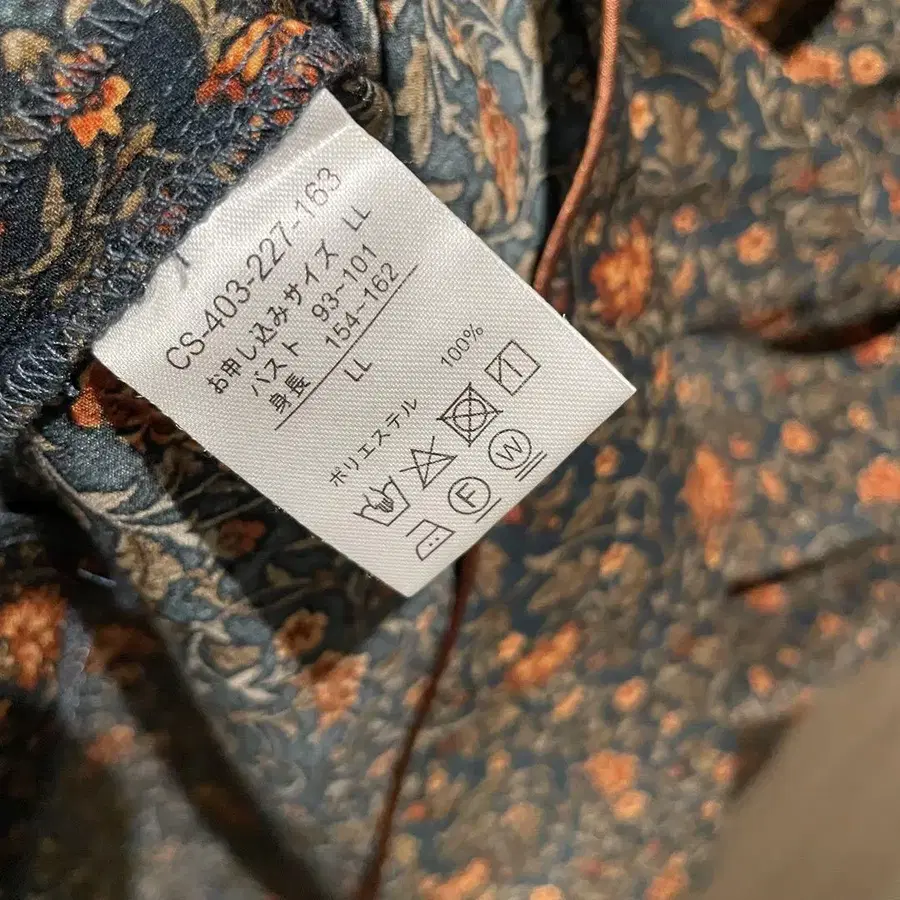 CS-403-227-163
お申し込みサイズ LL
バスト 93~101
身長 154~162
LL
ポリエステル 100%
F W